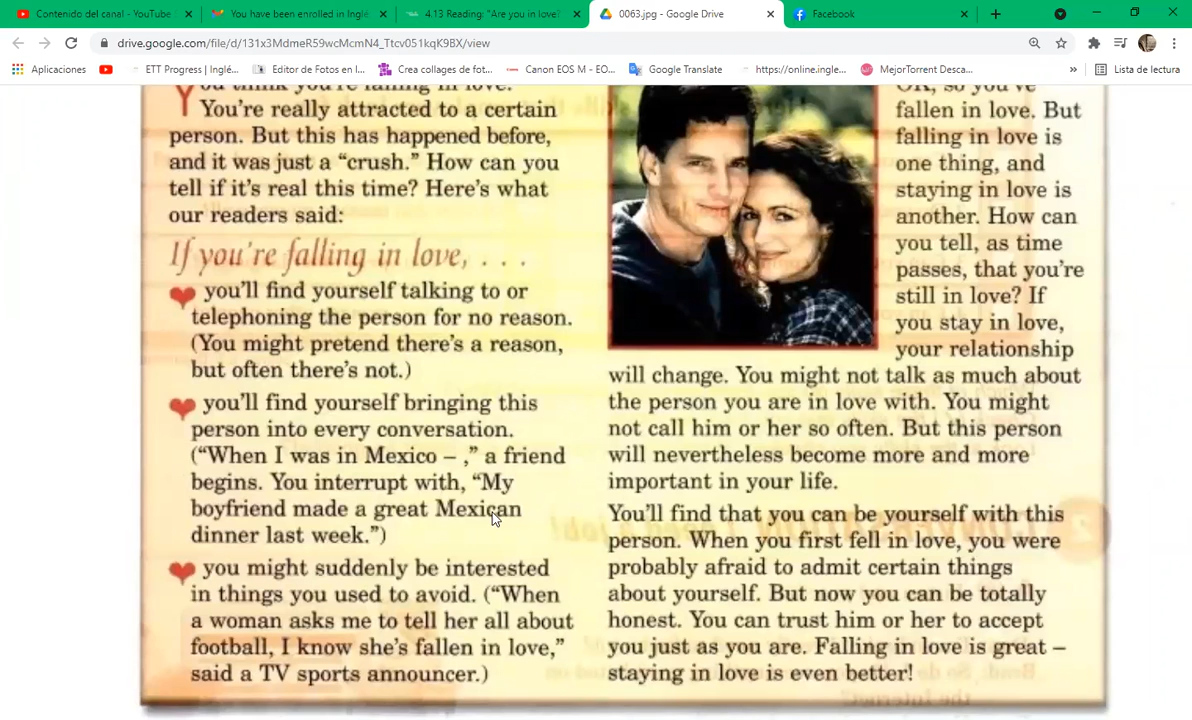 Contenido del canal - YouTube
You have been enrolled in Inglé
4.13 Reading: "Are you in love?
0063.jpg - Google Drive
Facebook
drive.google.com/file/d/131x3MdmeR59wcMcmN4_Ttcv051kqK9BX/view
Aplicaciones
ETT Progress | Inglé...
Editor de Fotos en l...
Crea collages de fot...
Canon EOS M - EO...
Google Translate
https://online.ingle...
MejorTorrent Desca...
»
Lista de lectura
You think you're falling in love.
You're really attracted to a certain
person. But this has happened before,
and it was just a “crush.” How can you
tell if it's real this time? Here's what
our readers said:
If you're falling in love, . . .
you'll find yourself talking to or
telephoning the person for no reason.
(You might pretend there's a reason,
but often there's not.)
you'll find yourself bringing this
person into every conversation.
(“When I was in Mexico – ,” a friend
begins. You interrupt with, “My
boyfriend made a great Mexican
dinner last week.”)
you might suddenly be interested
in things you used to avoid. (“When
a woman asks me to tell her all about
football, I know she's fallen in love,”
said a TV sports announcer.)
OK, so you've
fallen in love. But
falling in love is
one thing, and
staying in love is
another. How can
you tell, as time
passes, that you're
still in love? If
you stay in love,
your relationship
will change. You might not talk as much about
the person you are in love with. You might
not call him or her so often. But this person
will nevertheless become more and more
important in your life.
You'll find that you can be yourself with this
person. When you first fell in love, you were
probably afraid to admit certain things
about yourself. But now you can be totally
honest. You can trust him or her to accept
you just as you are. Falling in love is great –
staying in love is even better!